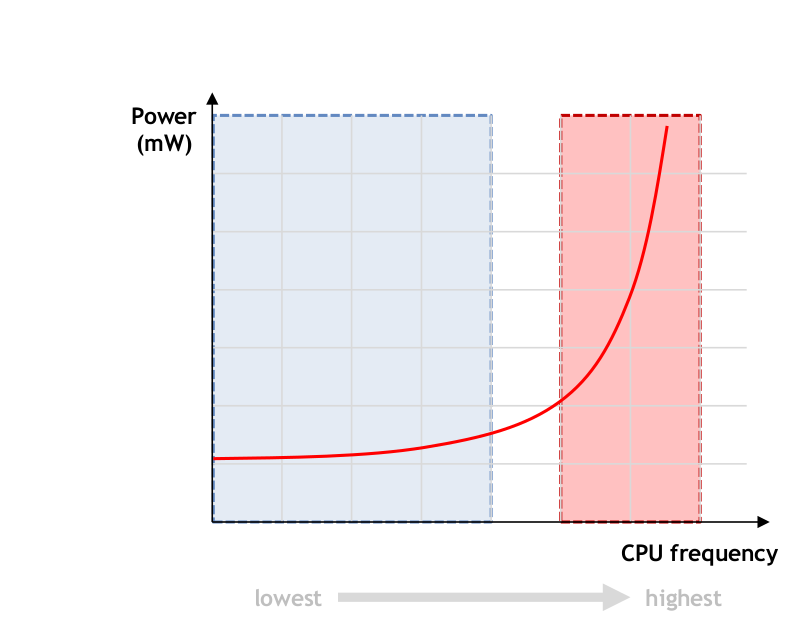 Power
(mW)
CPU frequency
lowest
highest